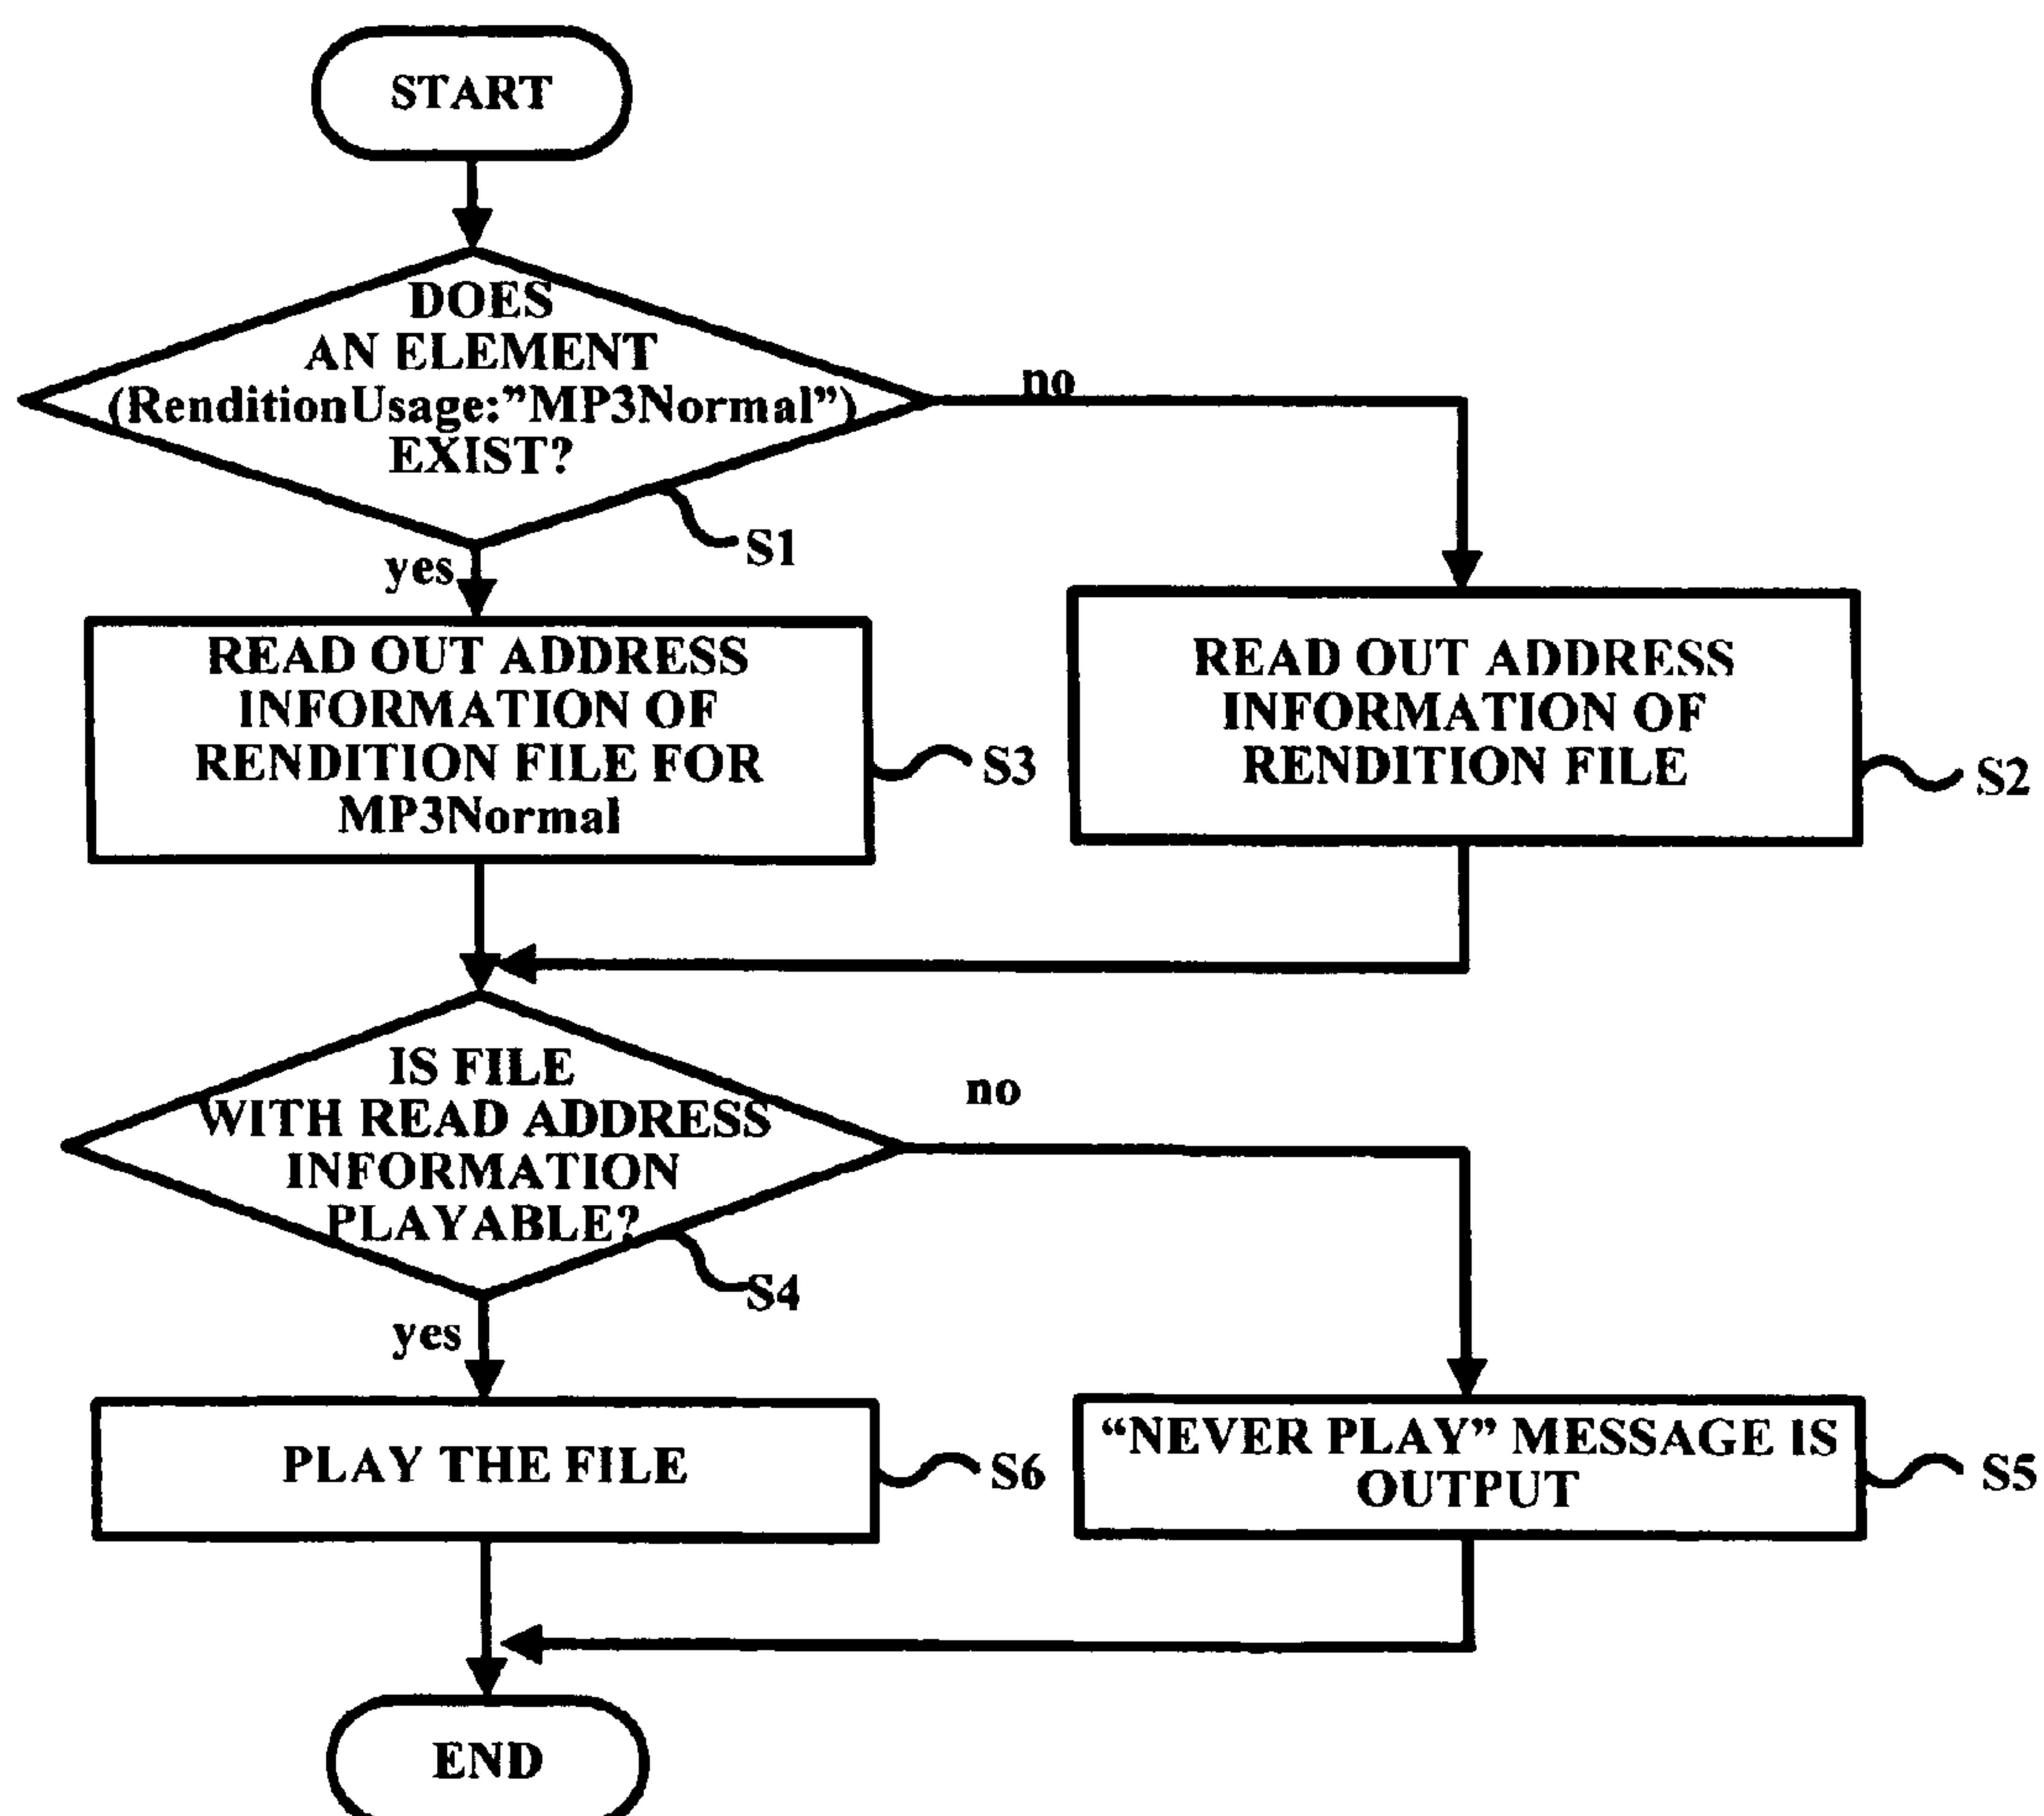 START
DOES
AN ELEMENT
(RenditionUsage:”MP3Normal”)
EXIST?
no
S1
yes
READ OUT ADDRESS
INFORMATION OF
RENDITION FILE FOR
MP3Normal
S3
READ OUT ADDRESS
INFORMATION OF
RENDITION FILE
S2
IS FILE
WITH READ ADDRESS
INFORMATION
PLAYABLE?
no
S4
yes
PLAY THE FILE
S6
“NEVER PLAY” MESSAGE IS
OUTPUT
S5
END